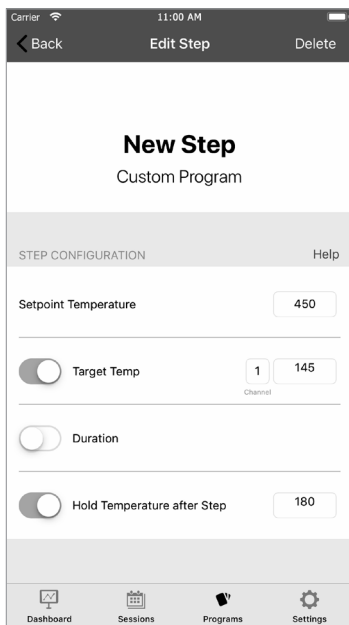 Carrier 11:00 AM
Back Edit Step Delete
New Step
Custom Program
STEP CONFIGURATION Help
Setpoint Temperature 450
Target Temp 1 145
Channel
Duration
Hold Temperature after Step 180
Dashboard Sessions Programs Settings